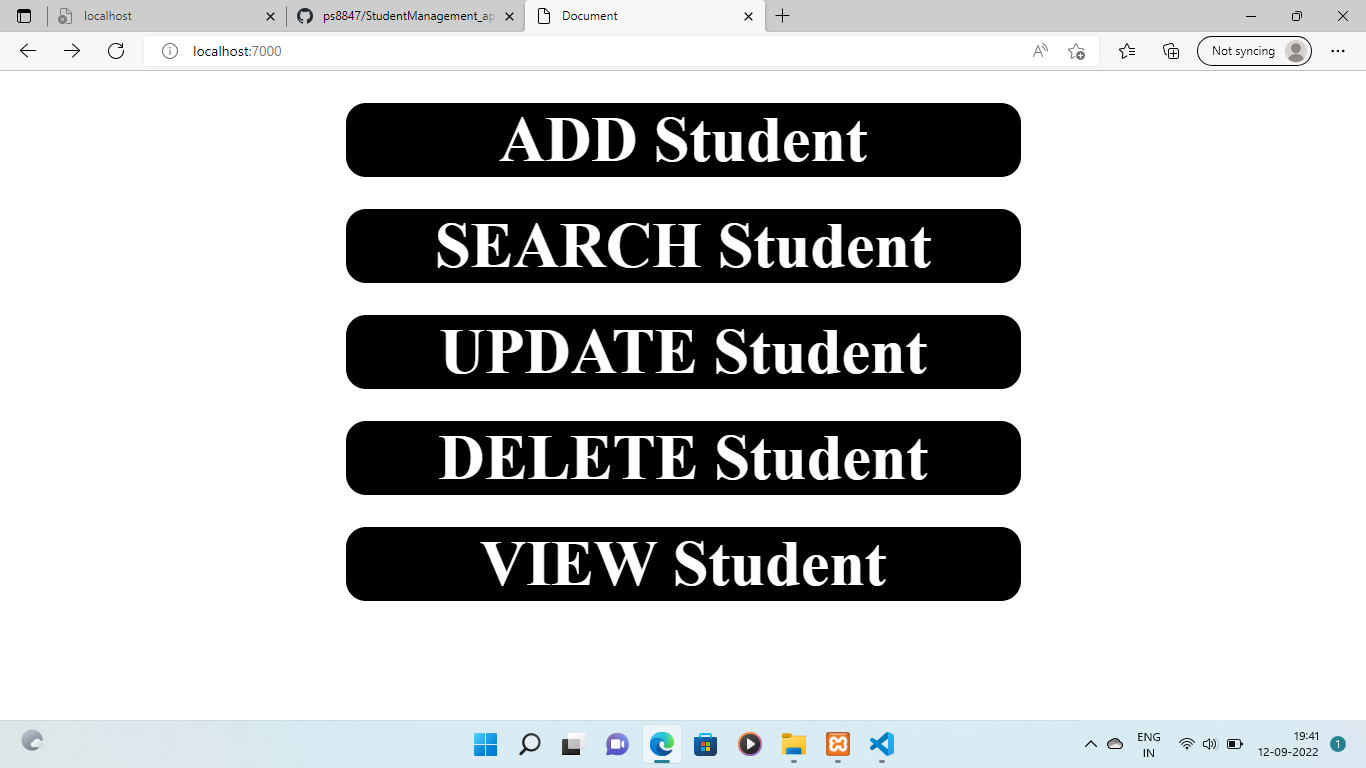 localhost
ps8847/StudentManagement_ap
Document
localhost:7000
Not syncing
ADD Student
SEARCH Student
UPDATE Student
DELETE Student
VIEW Student
ENG
IN
19:41
12-09-2022
1